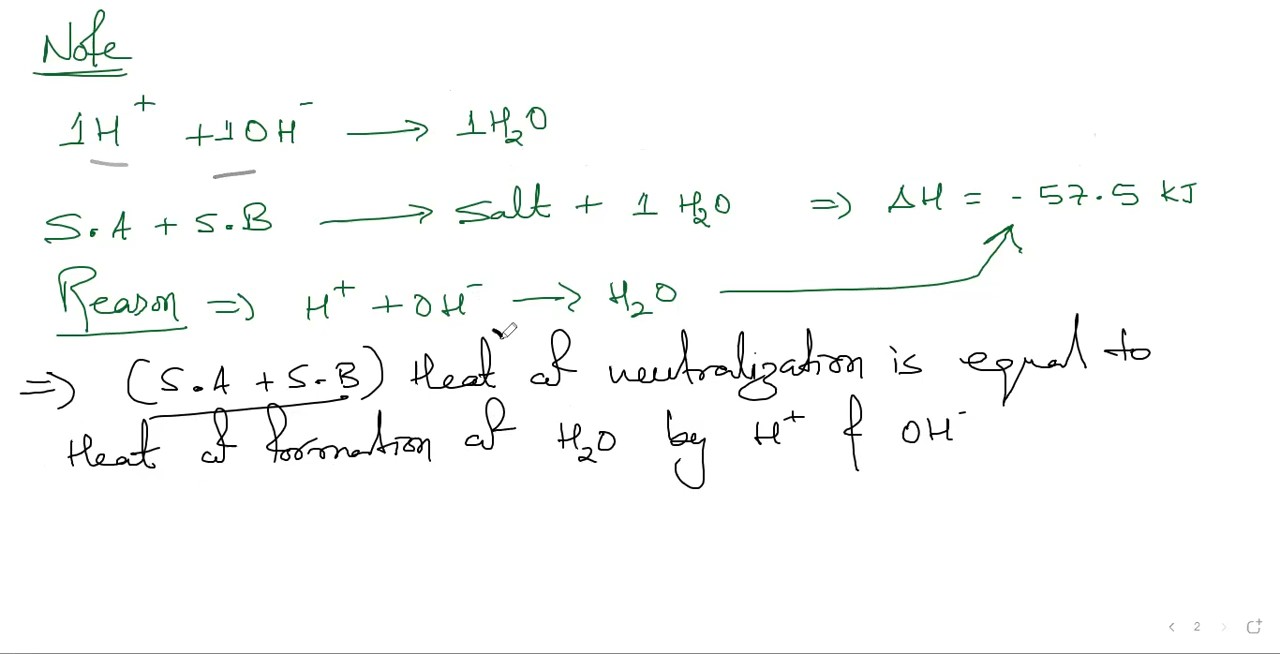 Note
1H⁺ + 1OH⁻ ⟶ 1H₂O
S.A + S.B ⟶ Salt + 1 H₂O ⇒ ΔH = - 57.5 KJ
Reason ⇒ H⁺ + OH⁻ ⟶ H₂O
⇒ (S.A + S.B) Heat of neutralization is equal to
Heat of formation of H₂O by H⁺ & OH⁻
2